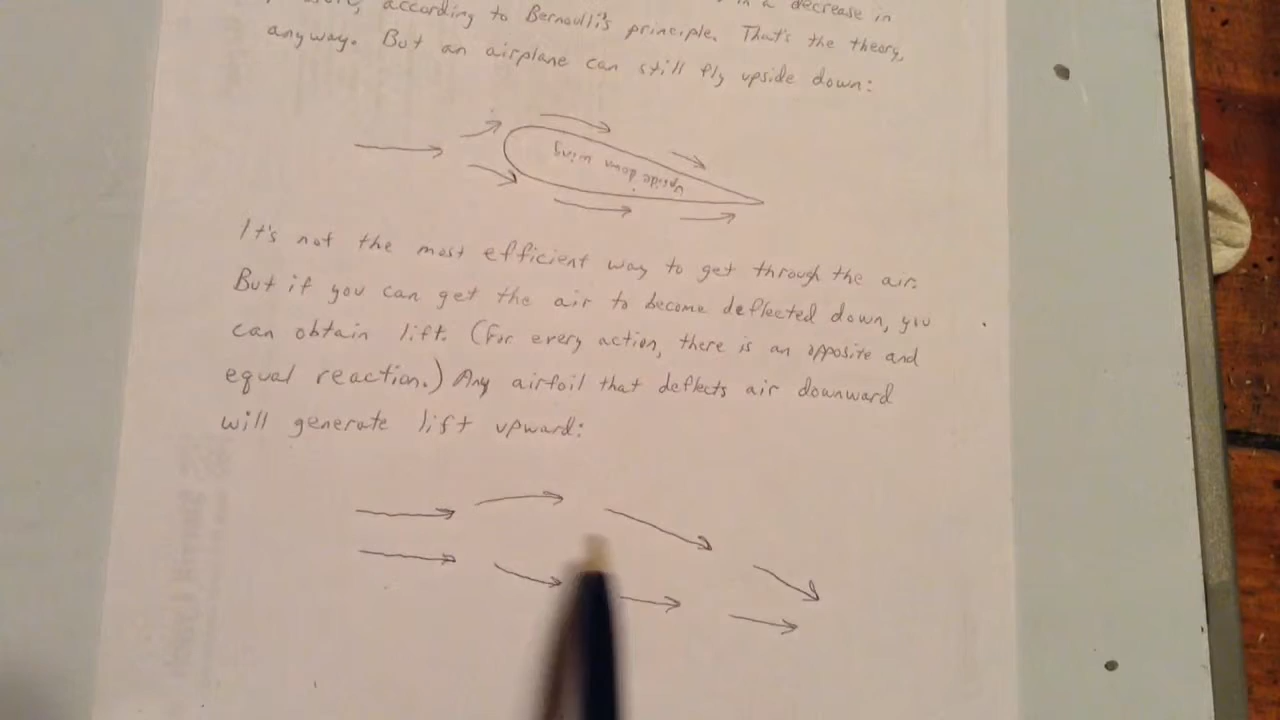 in a decrease in
according to Bernoulli's principle. That's the theory,
anyway. But an airplane can still fly upside down:
upside down wing
It's not the most efficient way to get through the air.
But if you can get the air to become deflected down, you
can obtain lift. (For every action, there is an opposite and
equal reaction.) Any airfoil that deflects air downward
will generate lift upward: